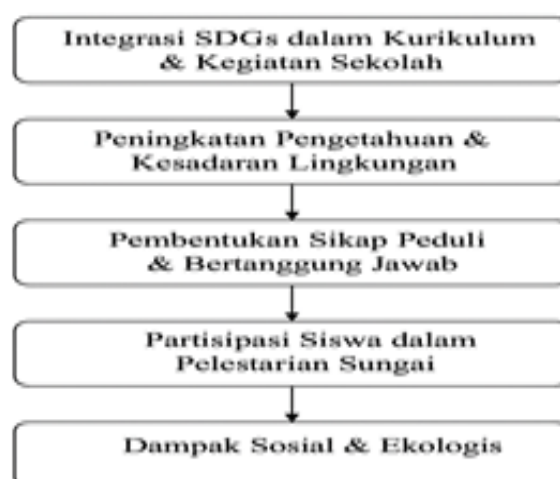 Integrasi SDGs dalam Kurikulum
& Kegiatan Sekolah
Peningkatan Pengetahuan &
Kesadaran Lingkungan
Pembentukan Sikap Peduli
& Bertanggung Jawab
Partisipasi Siswa dalam
Pelestarian Sungai
Dampak Sosial & Ekologis